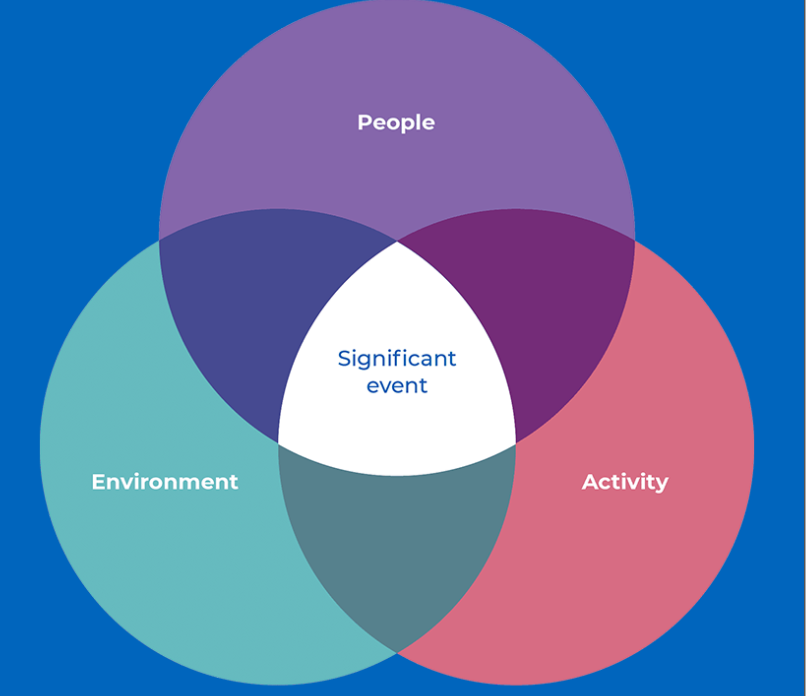 People
Significant
event
Environment
Activity